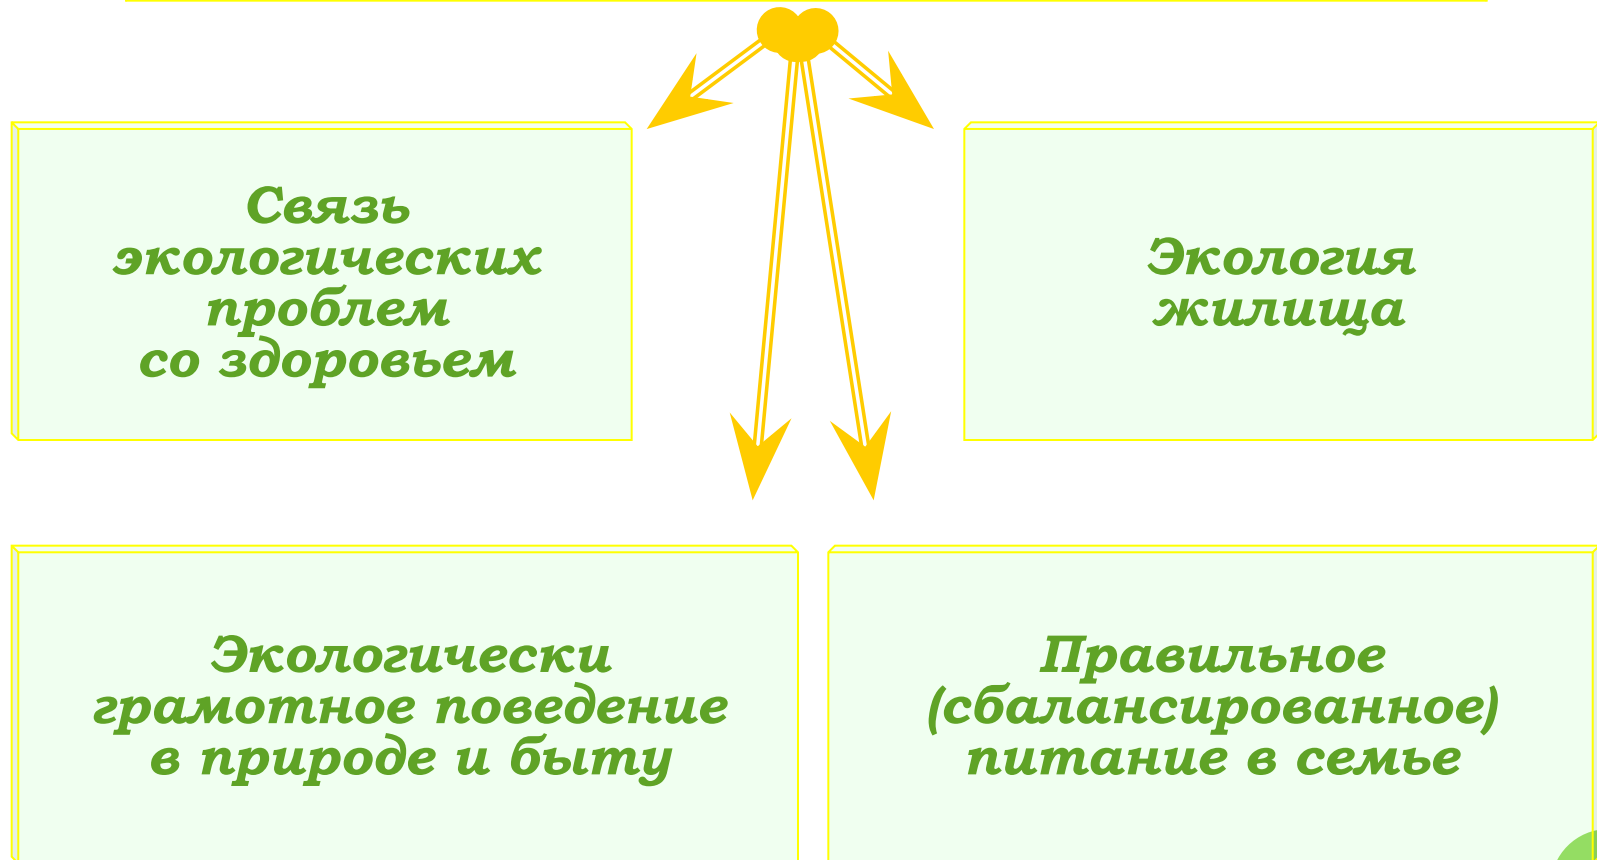 Связь
экологических
проблем
со здоровьем
Экология
жилища
Экологически
грамотное поведение
в природе и быту
Правильное
(сбалансированное)
питание в семье